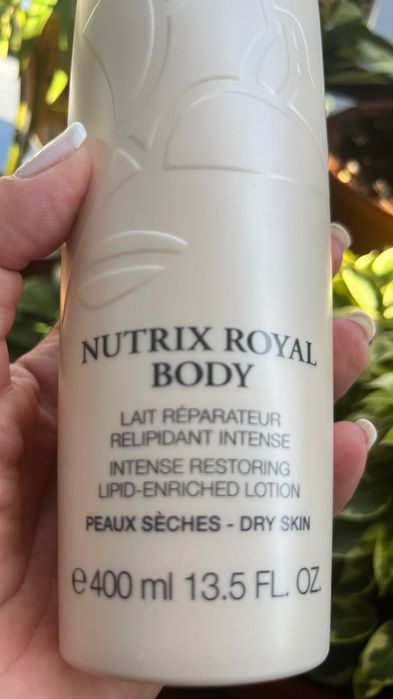 NUTRIX ROYAL
BODY
LAIT RÉPARATEUR
RELIPIDANT INTENSE
INTENSE RESTORING
LIPID-ENRICHED LOTION
PEAUX SÈCHES - DRY SKIN
e 400 ml 13.5 FL. OZ.